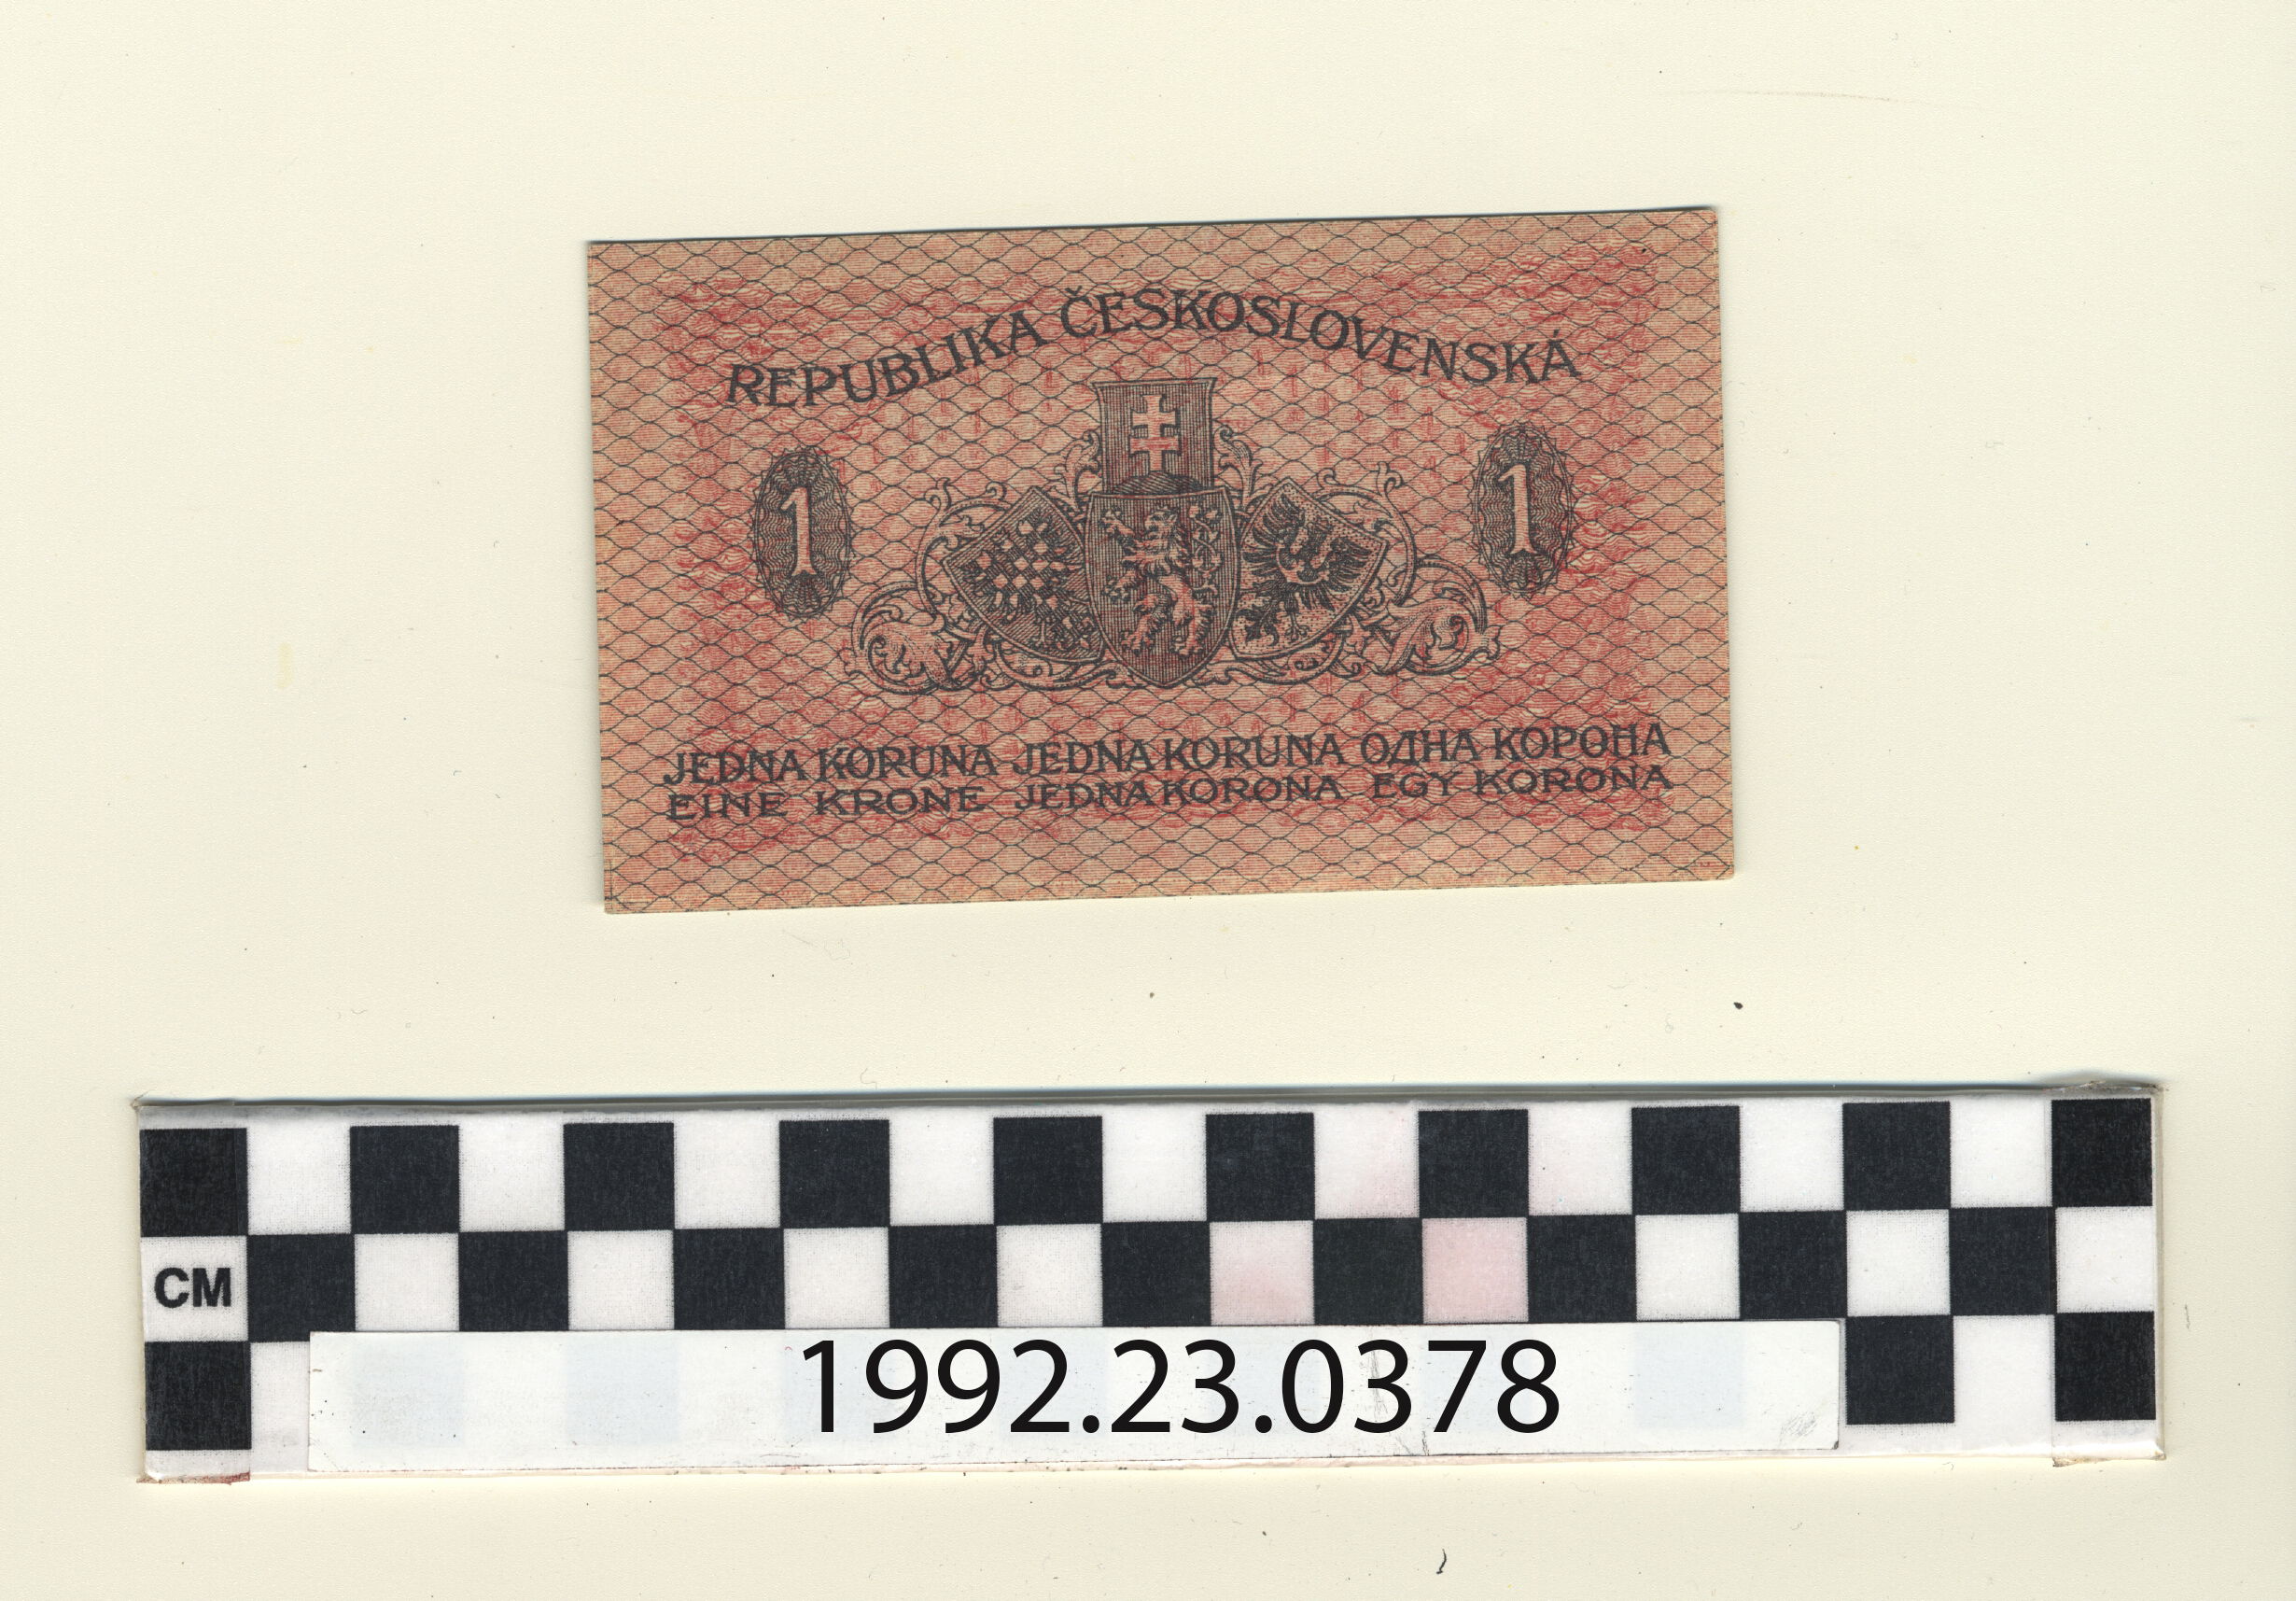 REPUBLIKA ČESKOSLOVENSKÁ
1 1
JEDNA KORUNA JEDNA KORUNA ОДНА КОРОНА
EINE KRONE JEDNA KORONA EGY KORONA
CM
1992.23.0378